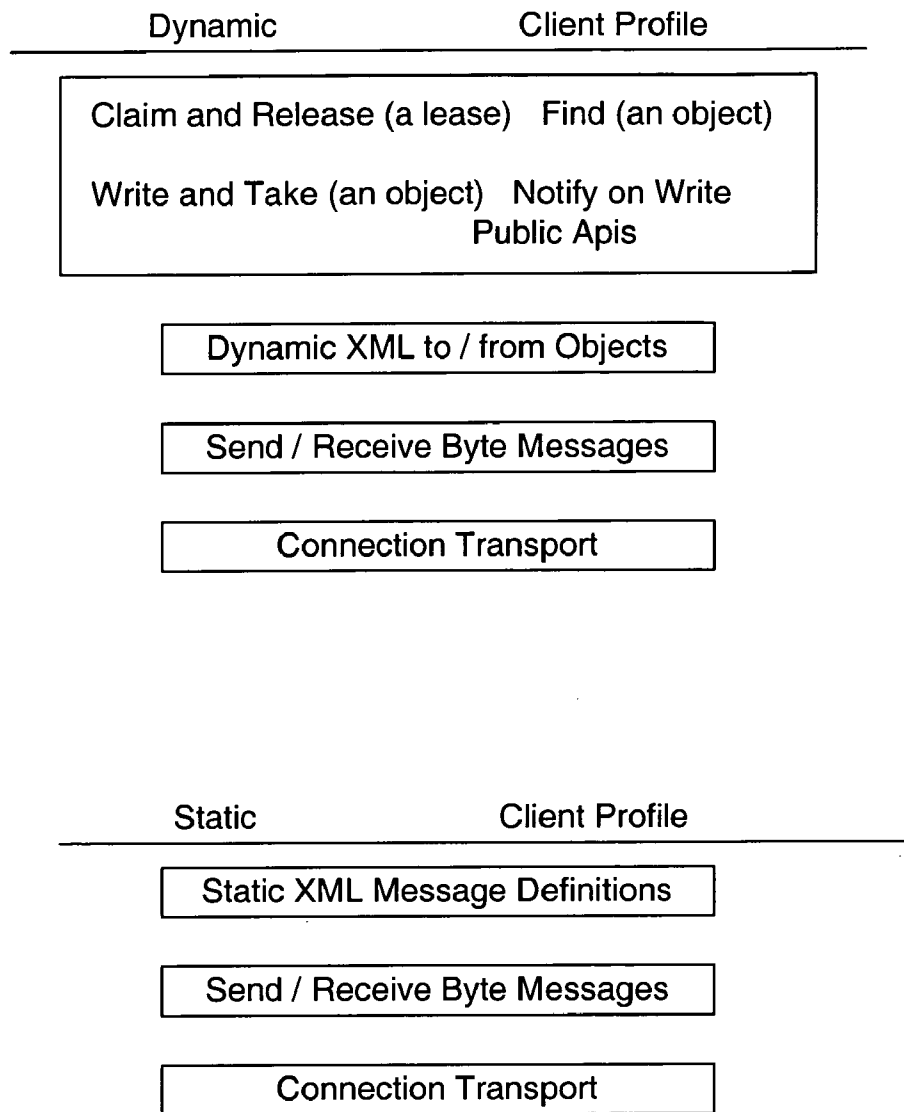 Dynamic Client Profile
Claim and Release (a lease) Find (an object)
Write and Take (an object) Notify on Write
Public Apis
Dynamic XML to / from Objects
Send / Receive Byte Messages
Connection Transport
Static Client Profile
Static XML Message Definitions
Send / Receive Byte Messages
Connection Transport